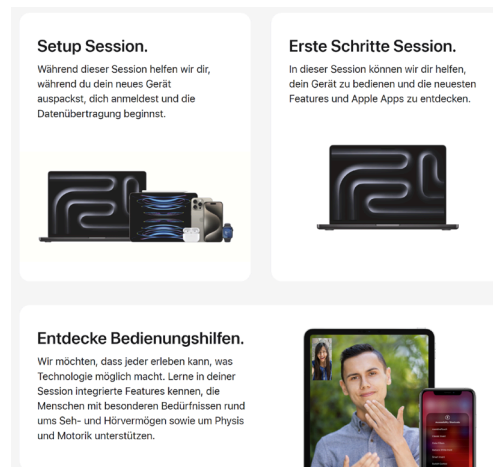 Setup Session.
Während dieser Session helfen wir dir,
während du dein neues Gerät
auspackst, dich anmeldest und die
Datenübertragung beginnst.
Erste Schritte Session.
In dieser Session können wir dir helfen,
dein Gerät zu bedienen und die neuesten
Features und Apple Apps zu entdecken.
Entdecke Bedienungshilfen.
Wir möchten, dass jeder erleben kann, was
Technologie möglich macht. Lerne in deiner
Session integrierte Features kennen, die
Menschen mit besonderen Bedürfnissen rund
ums Seh- und Hörvermögen sowie um Physis
und Motorik unterstützen.